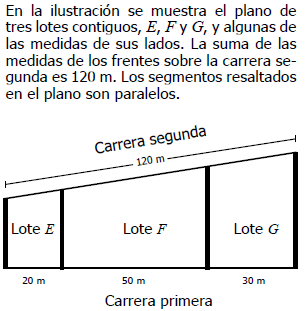 En la ilustración se muestra el plano de
tres lotes contiguos, E, F y G, y algunas de
las medidas de sus lados. La suma de las
medidas de los frentes sobre la carrera se-
gunda es 120 m. Los segmentos resaltados
en el plano son paralelos.
Carrera segunda
120 m
Lote E
Lote F
Lote G
20 m
50 m
30 m
Carrera primera